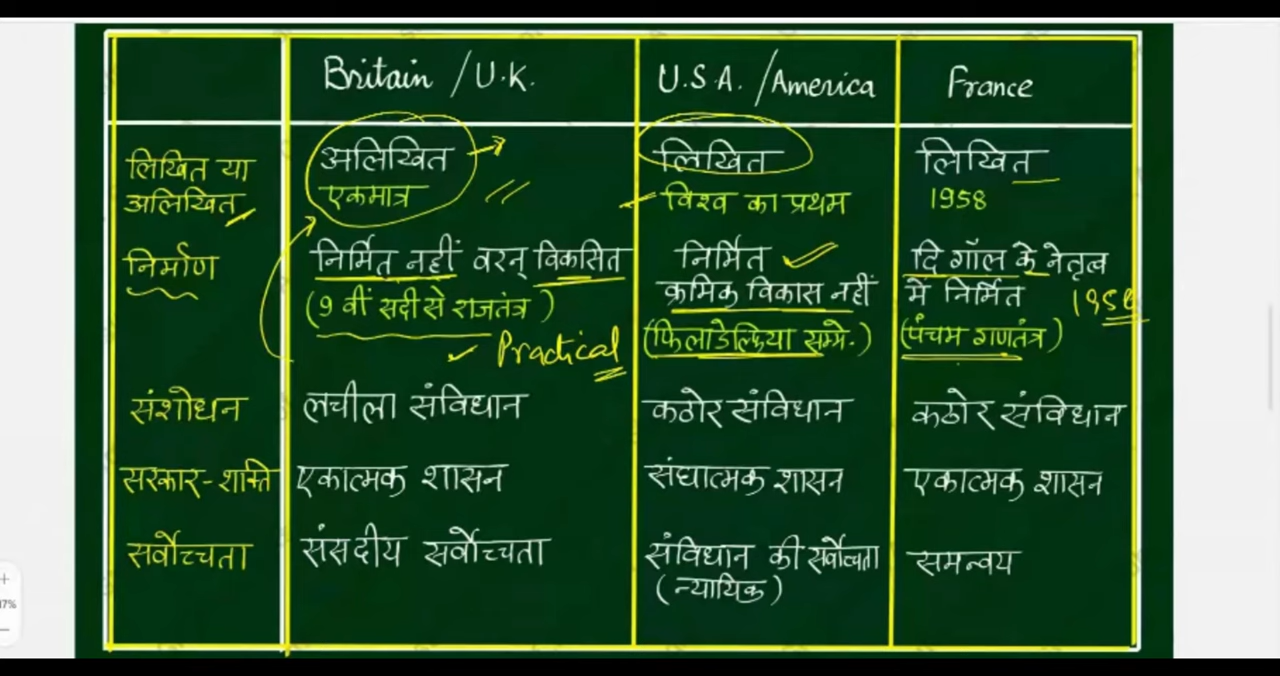 Britain / U.K. U.S.A. / America France
लिखित या अलिखित लिखित लिखित
अलिखित एकमात्र विश्व का प्रथम 1958
निर्माण निर्मित नहीं वरन् विकसित निर्मित दि गॉल के नेतृत्व
(9 वीं सदी से राजतंत्र) क्रमिक विकास नहीं में निर्मित 1958
Practical (फिलाडेल्फिया सम्मे.) (पंचम गणतंत्र)
संशोधन लचीला संविधान कठोर संविधान कठोर संविधान
सरकार-शक्ति एकात्मक शासन संघात्मक शासन एकात्मक शासन
सर्वोच्चता संसदीय सर्वोच्चता संविधान की सर्वोच्चता समन्वय
(न्यायिक)
+
17%